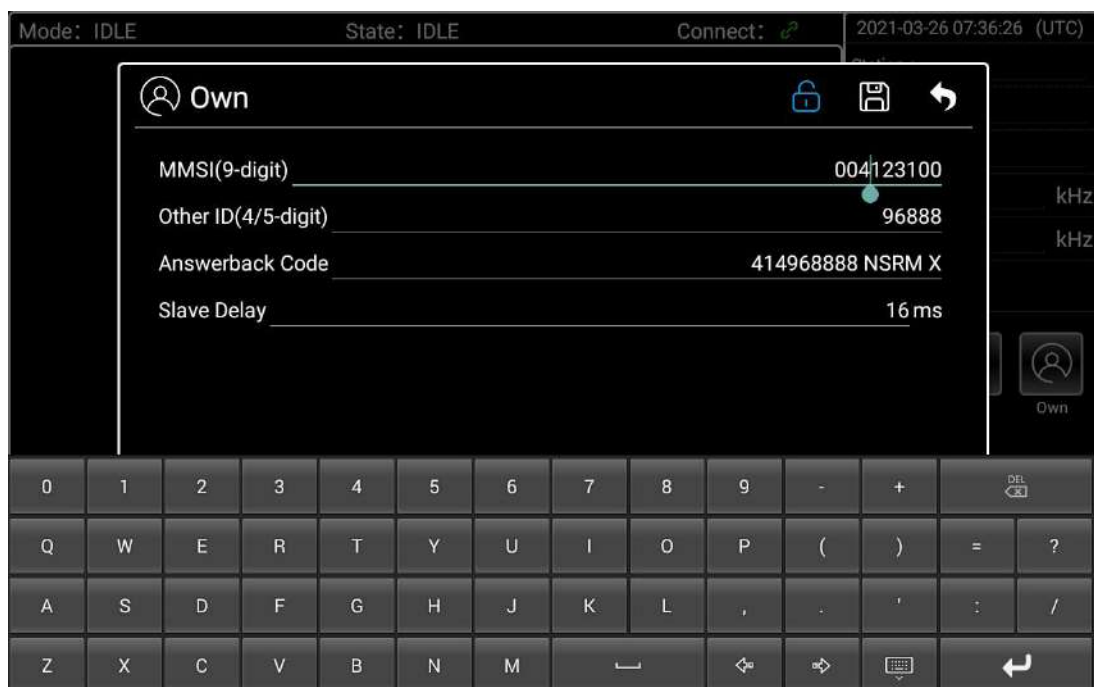 Mode: IDLE State: IDLE Connect: 2021-03-26 07:36:26 (UTC)
Own
MMSI(9-digit) 004123100
Other ID(4/5-digit) 96888
Answerback Code 414968888 NSRM X
Slave Delay 16 ms
kHz
kHz
Own
0 1 2 3 4 5 6 7 8 9 - + DEL
Q W E R T Y U I O P ( ) = ?
A S D F G H J K L , . ' : /
Z X C V B N M